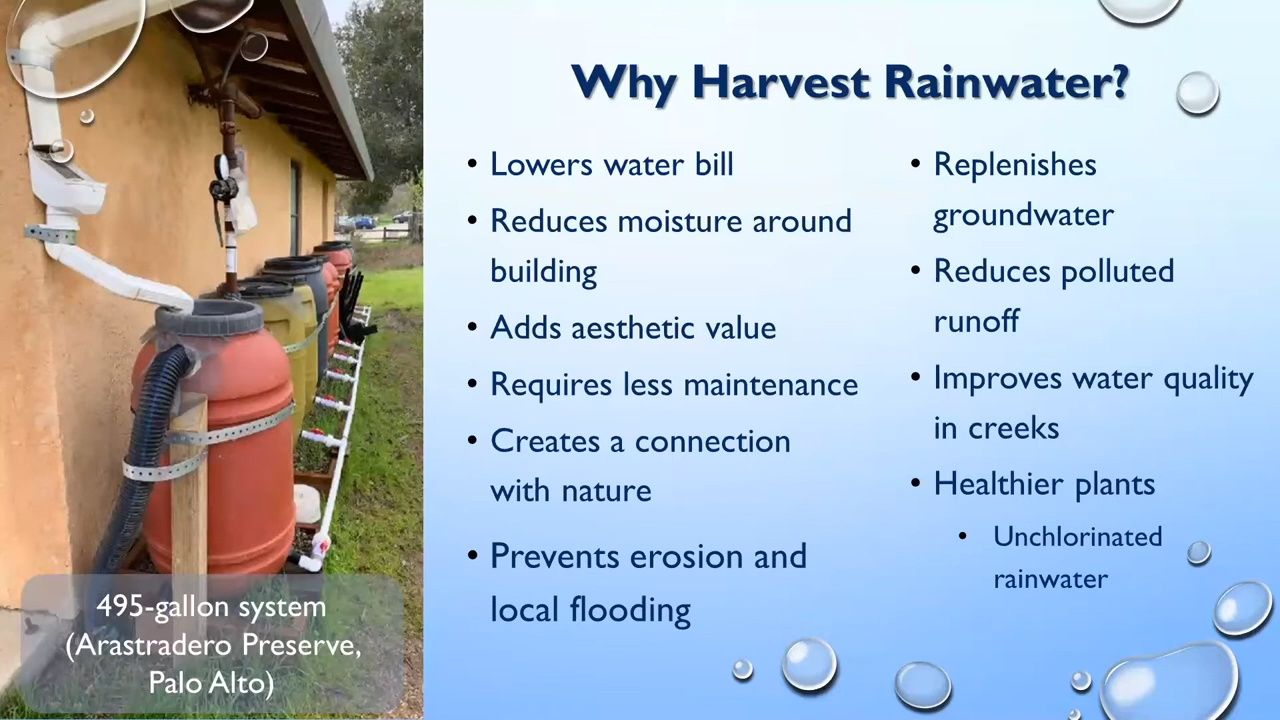 Why Harvest Rainwater?
• Lowers water bill
• Reduces moisture around
building
• Adds aesthetic value
• Requires less maintenance
• Creates a connection
with nature
• Prevents erosion and
local flooding
• Replenishes
groundwater
• Reduces polluted
runoff
• Improves water quality
in creeks
• Healthier plants
• Unchlorinated
rainwater
495-gallon system
(Arastradero Preserve,
Palo Alto)